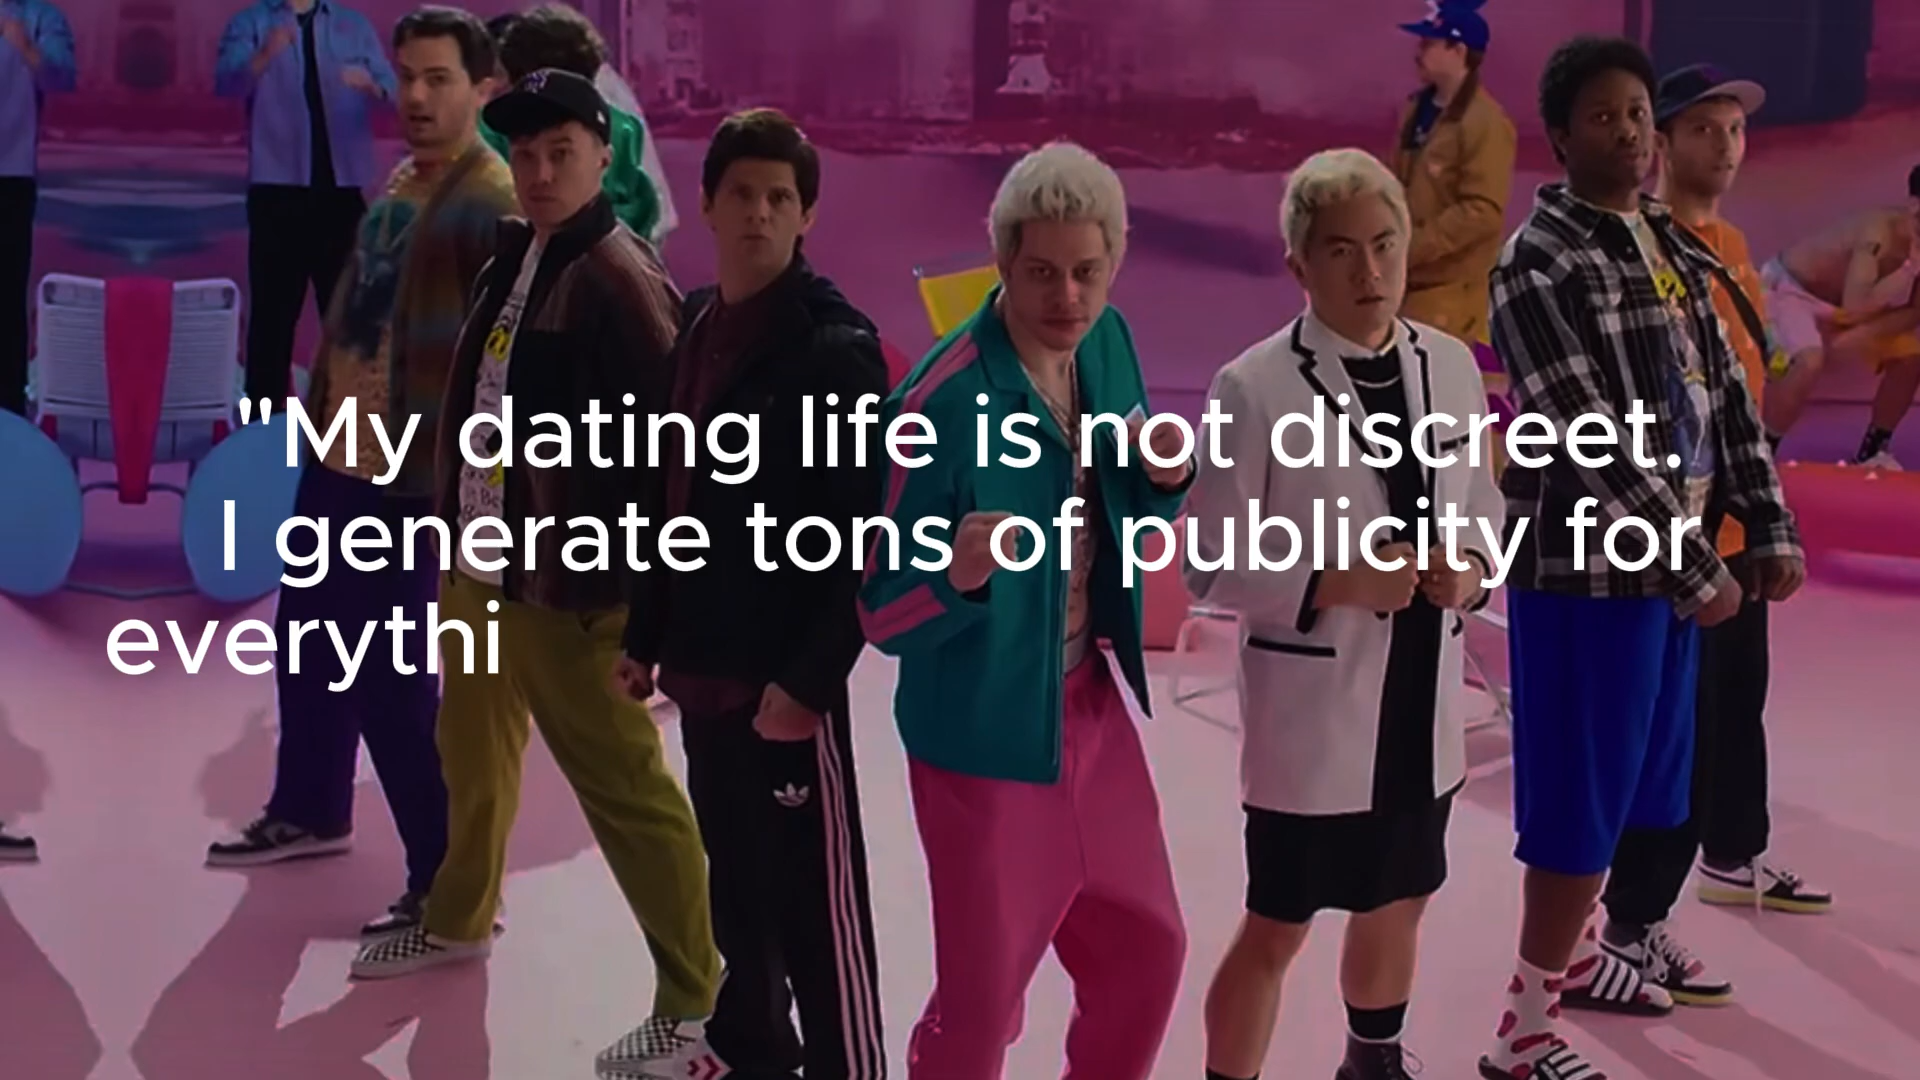 "My dating life is not discreet.
I generate tons of publicity for
everythi